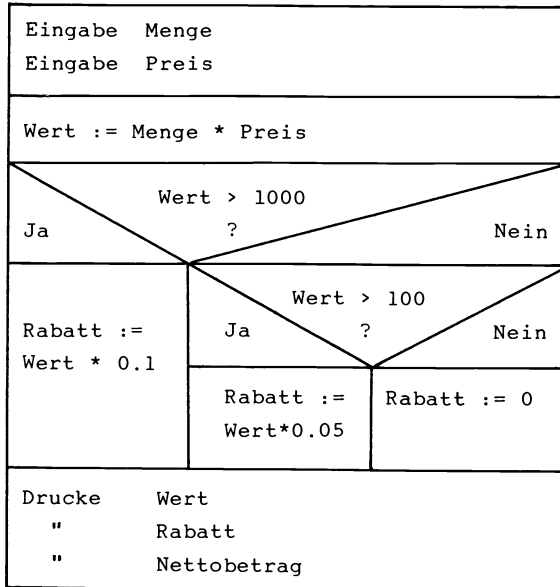 Eingabe Menge
Eingabe Preis
Wert := Menge * Preis
Wert > 1000
Ja ? Nein
Rabatt :=
Wert * 0.1
Wert > 100
Ja ? Nein
Rabatt :=
Wert*0.05
Rabatt := 0
Drucke Wert
" Rabatt
" Nettobetrag